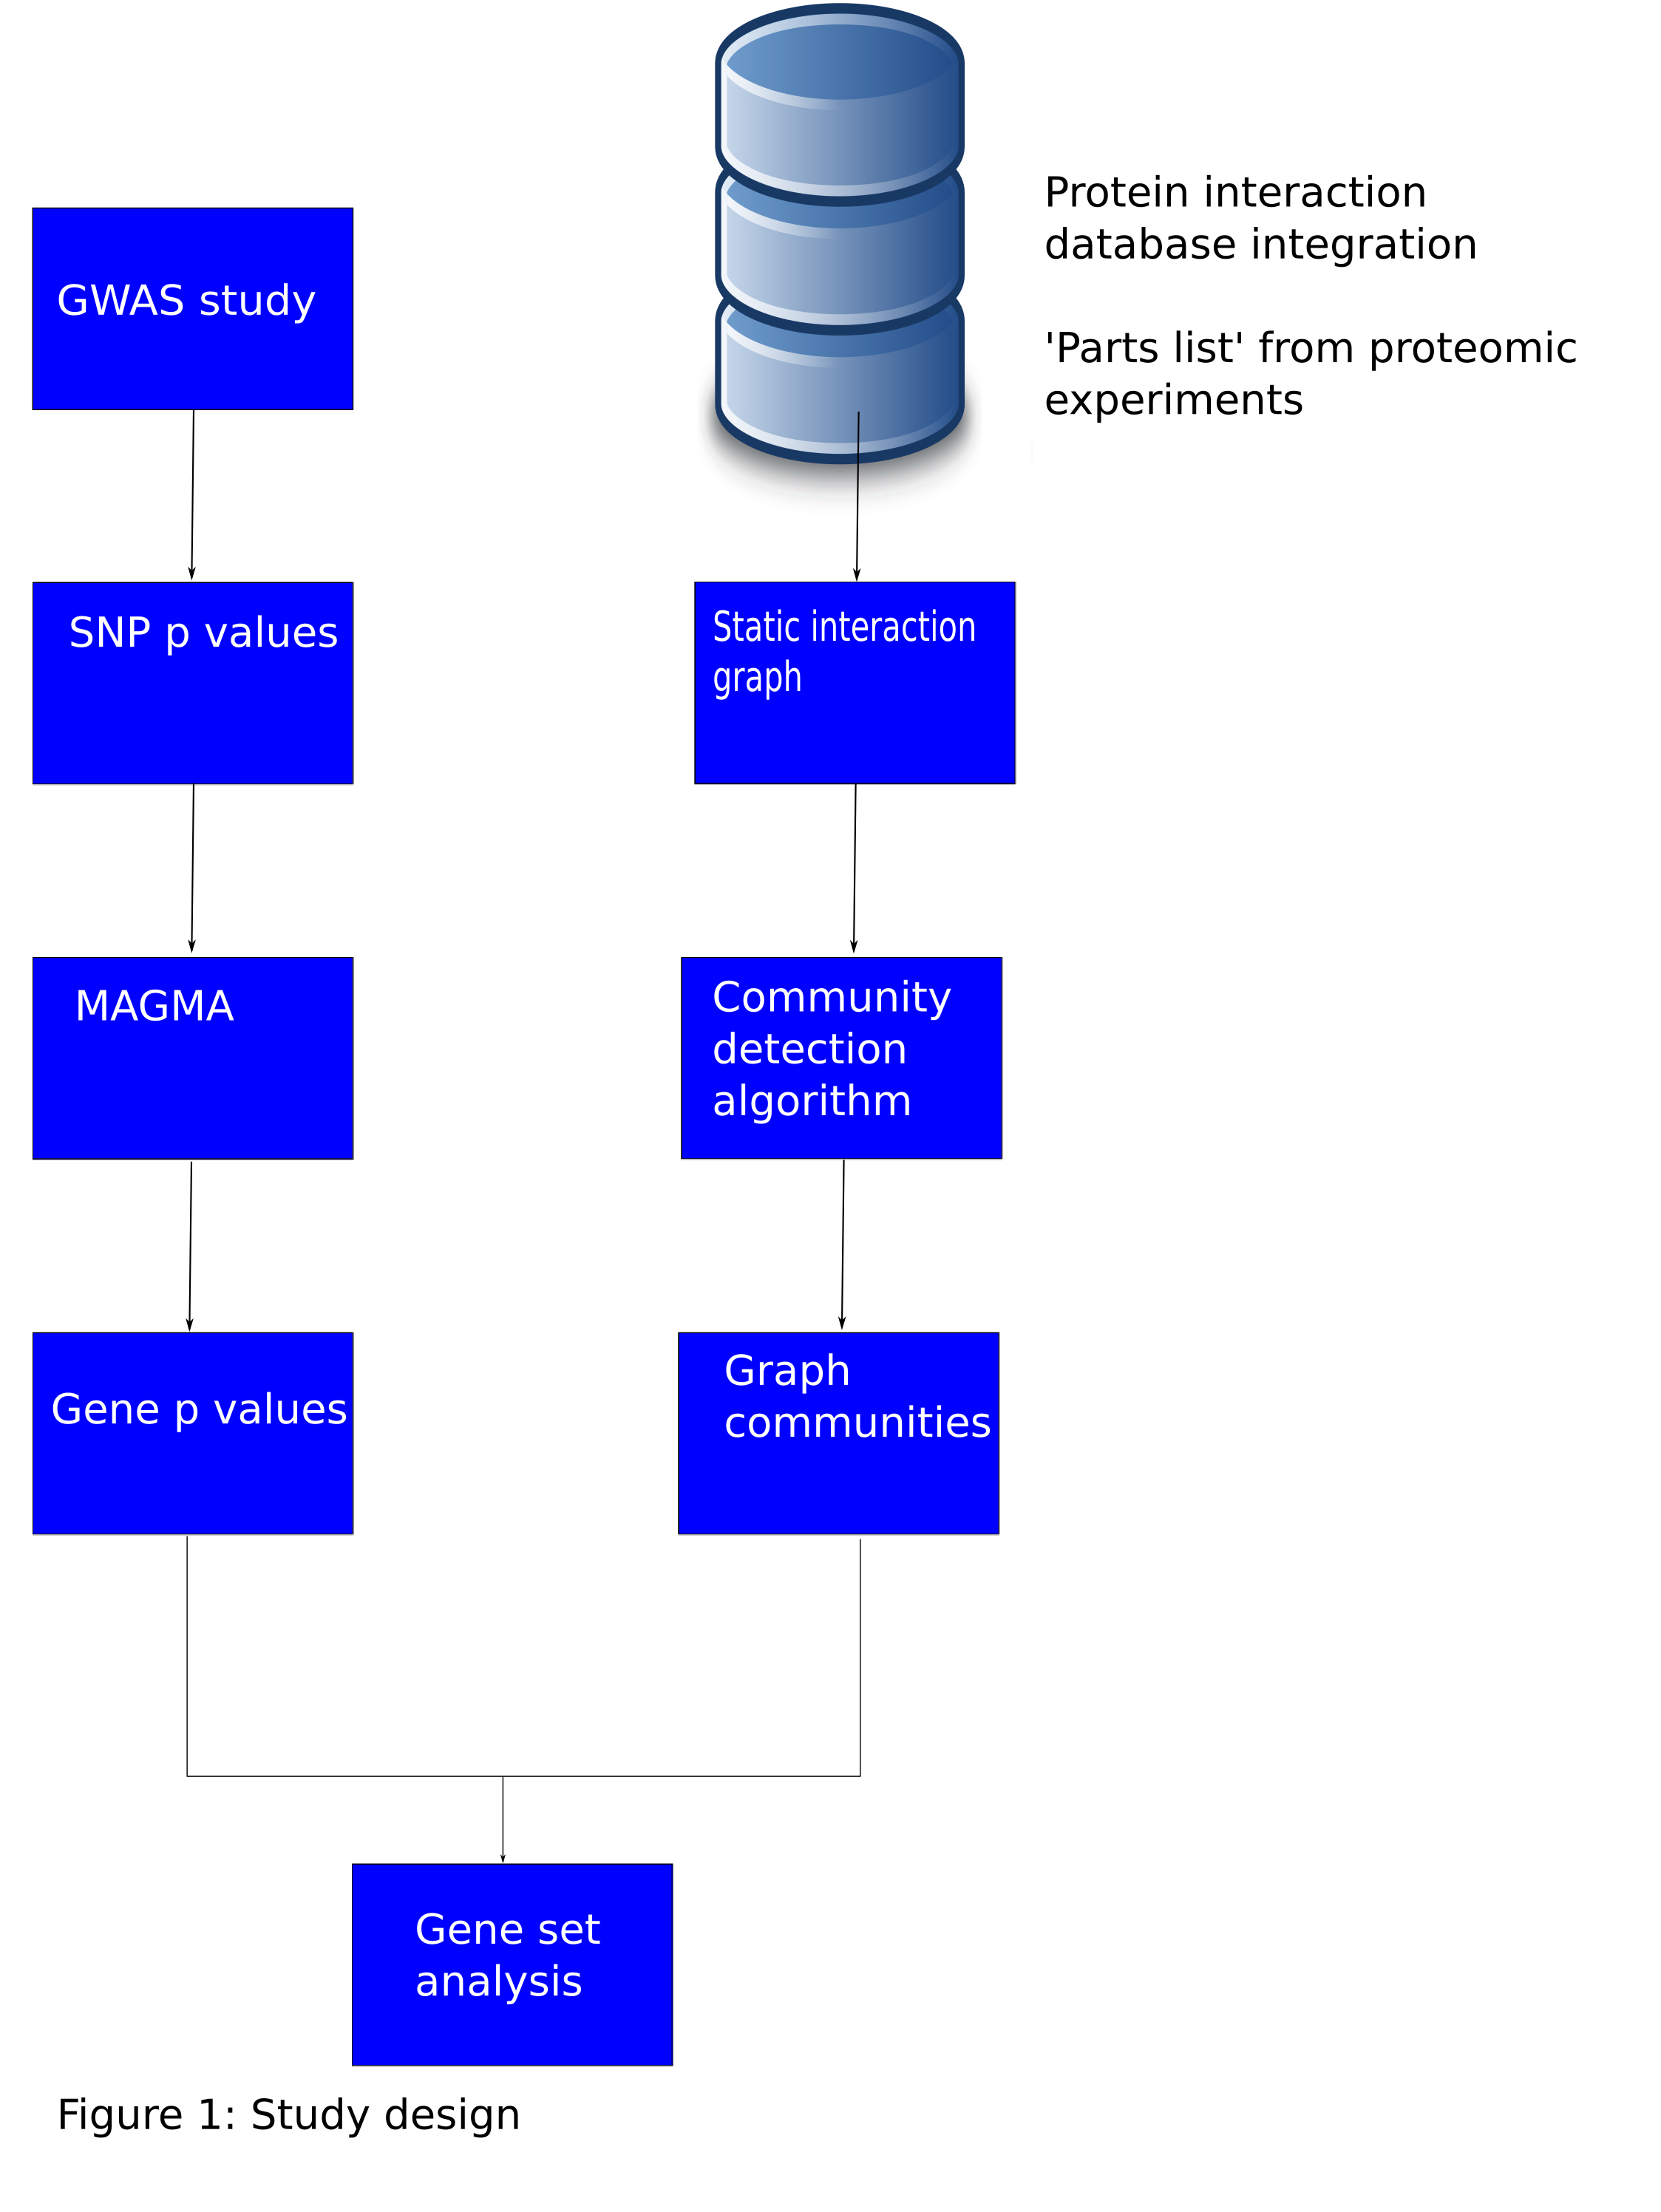 Protein interaction
database integration
'Parts list' from proteomic
experiments
GWAS study
SNP p values
Static interaction
graph
MAGMA
Community
detection
algorithm
Gene p values
Graph
communities
Gene set
analysis
Figure 1: Study design